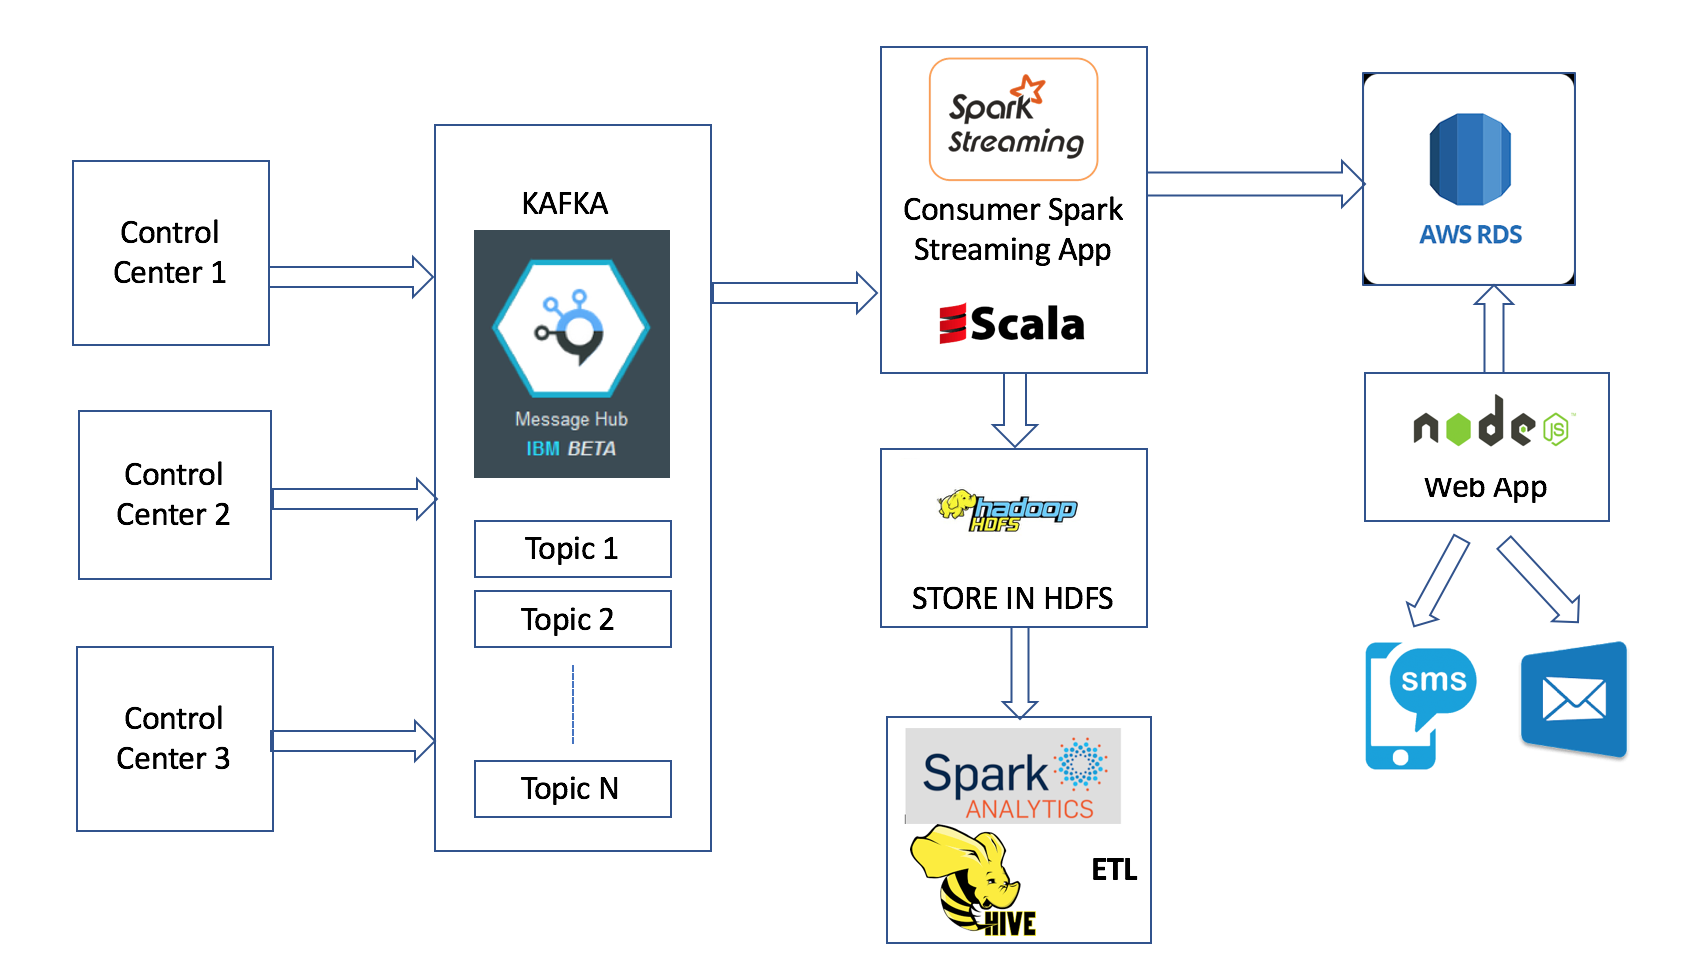 Control
Center 1
Control
Center 2
Control
Center 3
KAFKA
Message Hub
IBM BETA
Topic 1
Topic 2
Topic N
Spark
Streaming
Consumer Spark
Streaming App
Scala
hadoop
HDFS
STORE IN HDFS
Spark
ANALYTICS
HIVE
ETL
AWS RDS
node
JS
™
Web App
sms